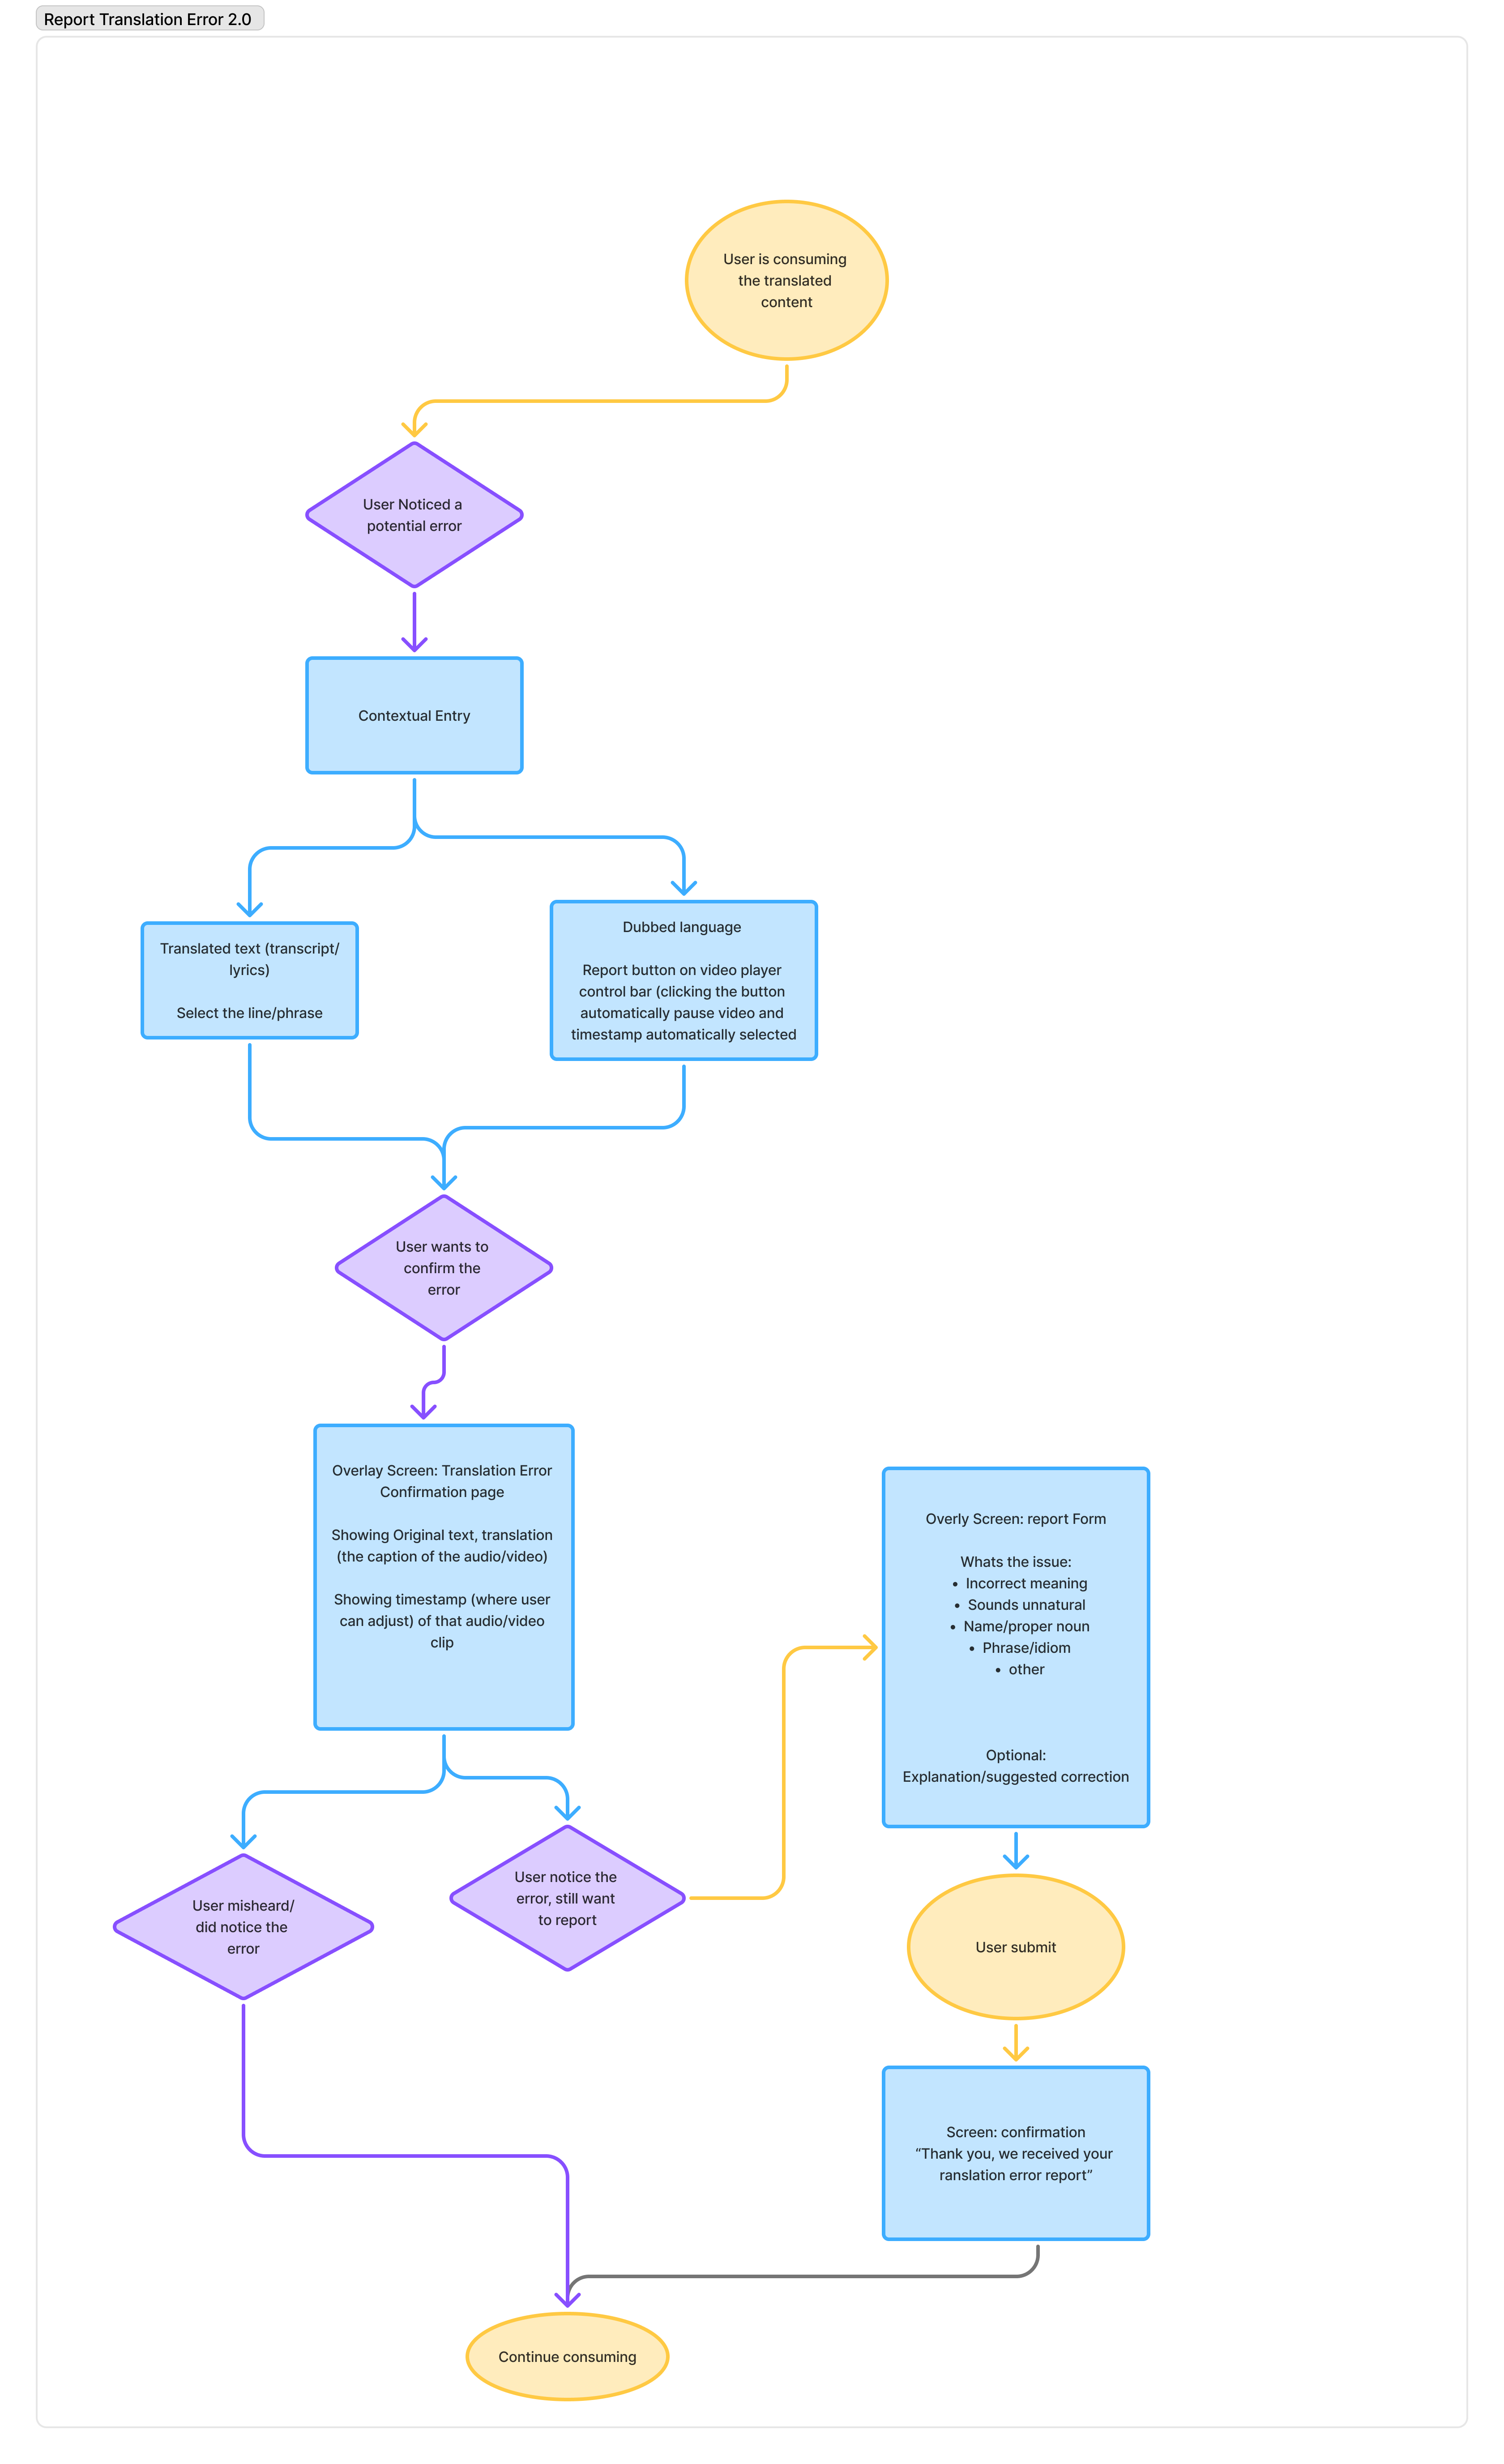 Report Translation Error 2.0
User is consuming
the translated
content
User Noticed a
potential error
Contextual Entry
Translated text (transcript/
lyrics)
Select the line/phrase
Dubbed language
Report button on video player
control bar (clicking the button
automatically pause video and
timestamp automatically selected
User wants to
confirm the
error
Overlay Screen: Translation Error
Confirmation page
Showing Original text, translation
(the caption of the audio/video)
Showing timestamp (where user
can adjust) of that audio/video
clip
Overly Screen: report Form
Whats the issue:
• Incorrect meaning
• Sounds unnatural
• Name/proper noun
• Phrase/idiom
• other
Optional:
Explanation/suggested correction
User misheard/
did notice the
error
User notice the
error, still want
to report
User submit
Screen: confirmation
“Thank you, we received your
ranslation error report”
Continue consuming